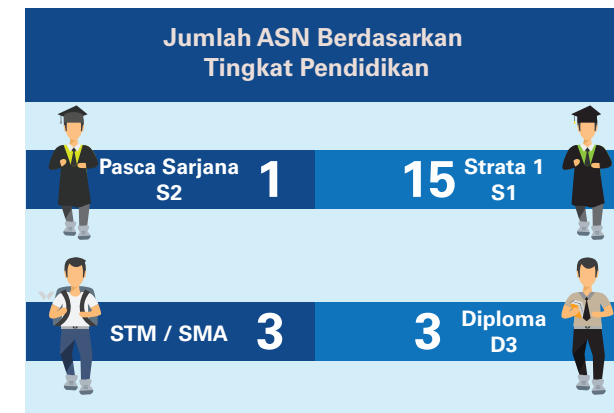 Jumlah ASN Berdasarkan
Tingkat Pendidikan
Pasca Sarjana
S2
1
15
Strata 1
S1
STM / SMA
3
3
Diploma
D3